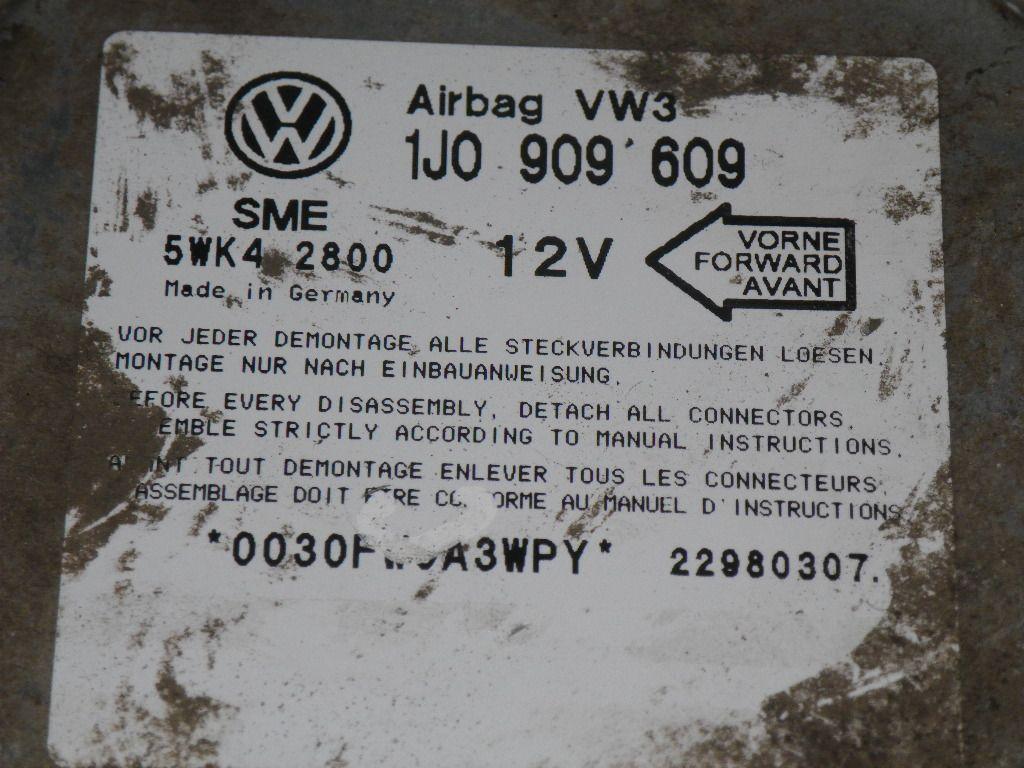 Airbag VW3
1J0 909 609
SME
5WK4 2800
12V
Made in Germany
VORNE
FORWARD
AVANT
VOR JEDER DEMONTAGE ALLE STECKVERBINDUNGEN LOESEN.
MONTAGE NUR NACH EINBAUANWEISUNG.
EVERY DISASSEMBLY, DETACH ALL CONNECTORS.
STRICTLY ACCORDING TO MANUAL INSTRUCTIONS.
TOUT DEMONTAGE ENLEVER TOUS LES CONNECTEURS.
ASSEMBLAGE DOIT AU MANUEL D'INSTRUCTIONS
22980307.